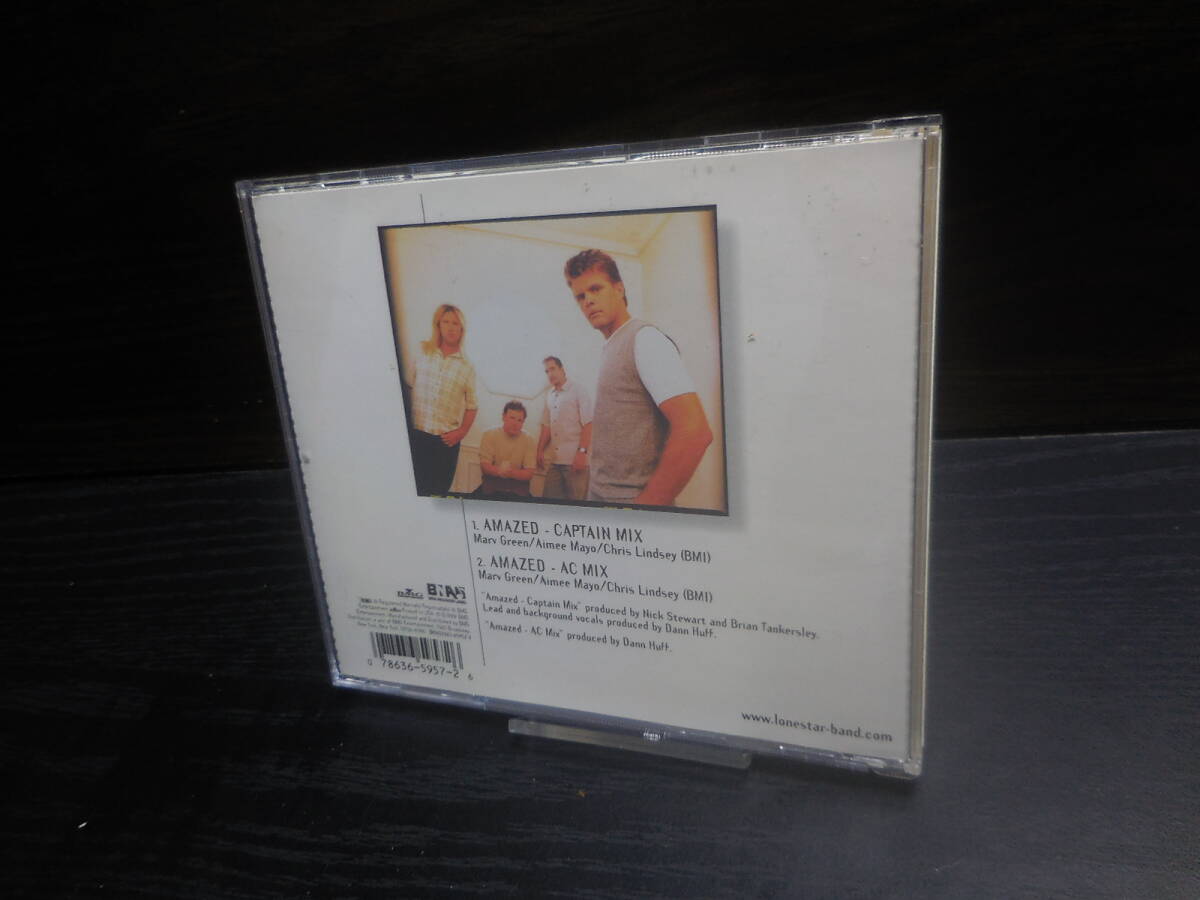 1. AMAZED - CAPTAIN MIX
Marv Green/Aimee Mayo/Chris Lindsey (BMI)
2. AMAZED - AC MIX
Marv Green/Aimee Mayo/Chris Lindsey (BMI)
"Amazed - Captain Mix" produced by Nick Stewart and Brian Tankersley.
Lead and background vocals produced by Dann Huff.
"Amazed - AC Mix" produced by Dann Huff.
BMG BNA
0 78636-5957-2 6
www.lonestar-band.com